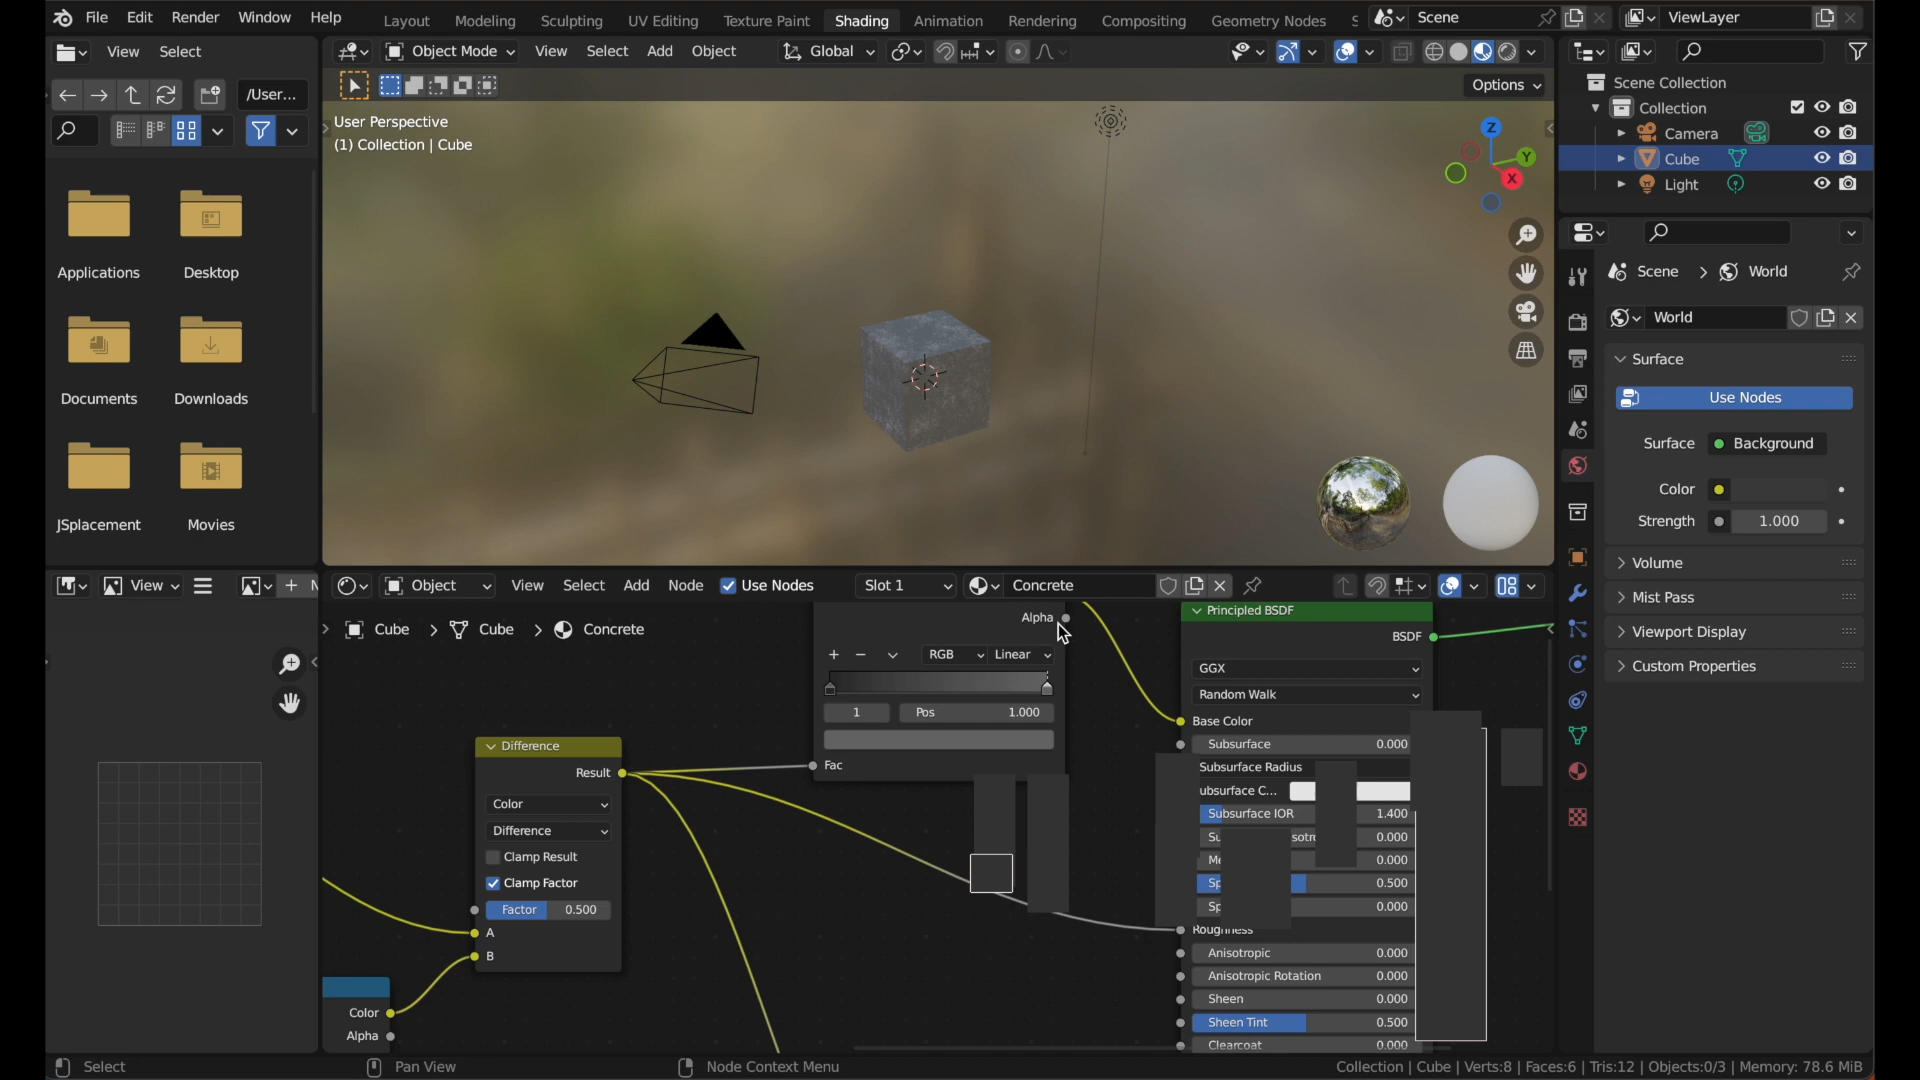 File Edit Render Window Help Layout Modeling Sculpting UV Editing Texture Paint Shading Animation Rendering Compositing Geometry Nodes Scene ViewLayer
View Select
Object Mode View Select Add Object Global
/User...
Options
User Perspective
(1) Collection | Cube
Z
Y
X
Applications Desktop
Documents Downloads
JSplacement Movies
Scene Collection
Collection
Camera
Cube
Light
Scene > World
World
Surface
Use Nodes
Surface Background
Color
Strength 1.000
Volume
Mist Pass
Viewport Display
Custom Properties
View
Object View Select Add Node Use Nodes Slot 1 Concrete
Cube > Cube > Concrete
Alpha
RGB Linear
1 Pos 1.000
Fac
Difference
Result
Color
Difference
Clamp Result
Clamp Factor
Factor 0.500
A
B
Color
Alpha
Principled BSDF
BSDF
GGX
Random Walk
Base Color
Subsurface 0.000
Subsurface Radius
ubsurface C...
Subsurface IOR 1.400
0.000
0.000
0.500
0.000
Roughness
Anisotropic 0.000
Anisotropic Rotation 0.000
Sheen 0.000
Sheen Tint 0.500
Clearcoat 0.000
Select Pan View Node Context Menu Collection | Cube | Verts:8 | Faces:6 | Tris:12 | Objects:0/3 | Memory: 78.6 MiB